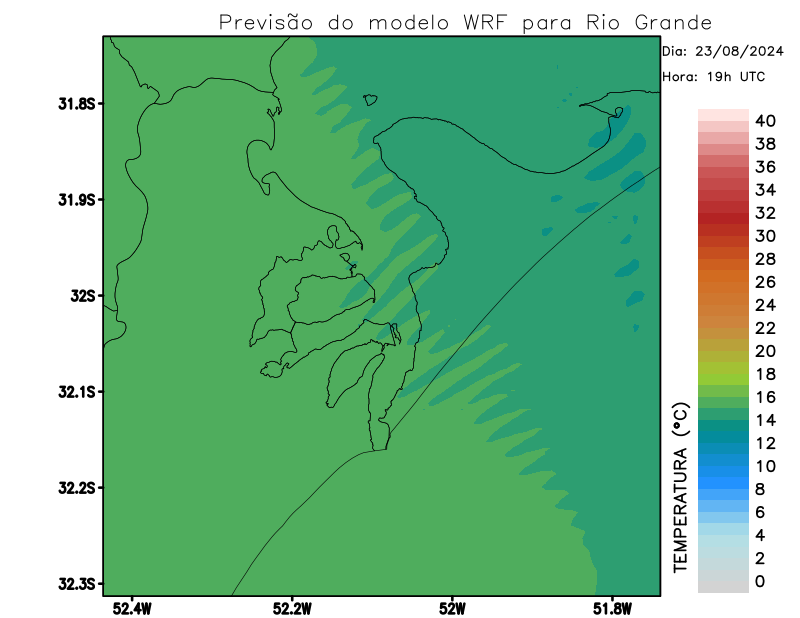 Previsão do modelo WRF para Rio Grande
Dia: 23/08/2024
Hora: 19h UTC
31.8S
31.9S
32S
32.1S
32.2S
32.3S
52.4W
52.2W
52W
51.8W
TEMPERATURA (°C)
40
38
36
34
32
30
28
26
24
22
20
18
16
14
12
10
8
6
4
2
0